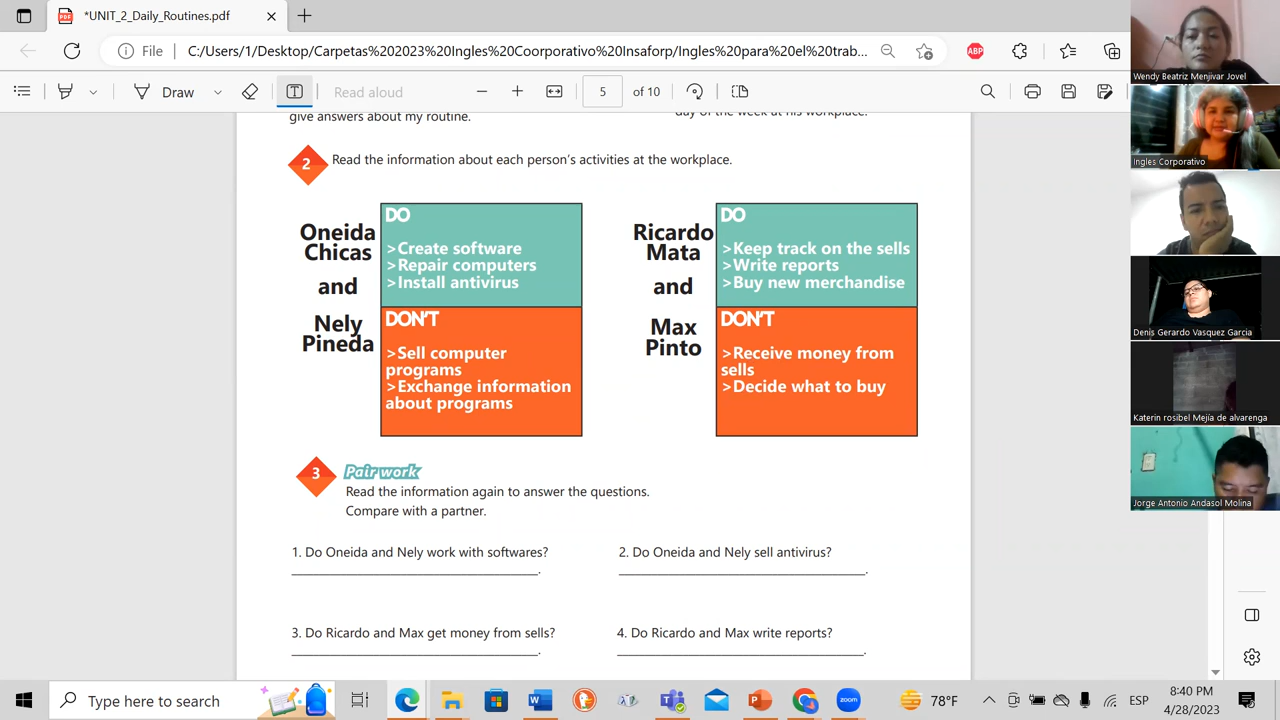 *UNIT_2_Daily_Routines.pdf
File
C:/Users/1/Desktop/Carpetas%202023%20Ingles%20Coorporativo%20Insaforp/Ingles%20para%20el%20trab...
ABP
Draw
Read aloud
5
of 10
give answers about my routine.
day of the week at his workplace.
2
Read the information about each person's activities at the workplace.
Oneida
Chicas
and
Nely
Pineda
DO
>Create software
>Repair computers
>Install antivirus
DON'T
>Sell computer
programs
>Exchange information
about programs
Ricardo
Mata
and
Max
Pinto
DO
>Keep track on the sells
>Write reports
>Buy new merchandise
DON'T
>Receive money from
sells
>Decide what to buy
3
Pair work
Read the information again to answer the questions.
Compare with a partner.
1. Do Oneida and Nely work with softwares?
2. Do Oneida and Nely sell antivirus?
3. Do Ricardo and Max get money from sells?
4. Do Ricardo and Max write reports?
Wendy Beatriz Menjivar Jovel
Ingles Corporativo
Denis Gerardo Vasquez Garcia
Katerin rosibel Mejía de alvarenga
Jorge Antonio Andasol Molina
Type here to search
zoom
78°F
ESP
8:40 PM
4/28/2023